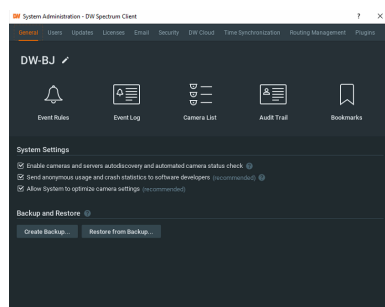 DW System Administration - DW Spectrum Client ? ×
General Users Updates Licenses Email Security DW Cloud Time Synchronization Routing Management Plugins
DW-BJ
Event Rules Event Log Camera List Audit Trail Bookmarks
System Settings
Enable cameras and servers autodiscovery and automated camera status check ?
Send anonymous usage and crash statistics to software developers (recommended) ?
Allow System to optimize camera settings (recommended)
Backup and Restore ?
Create Backup... Restore from Backup...